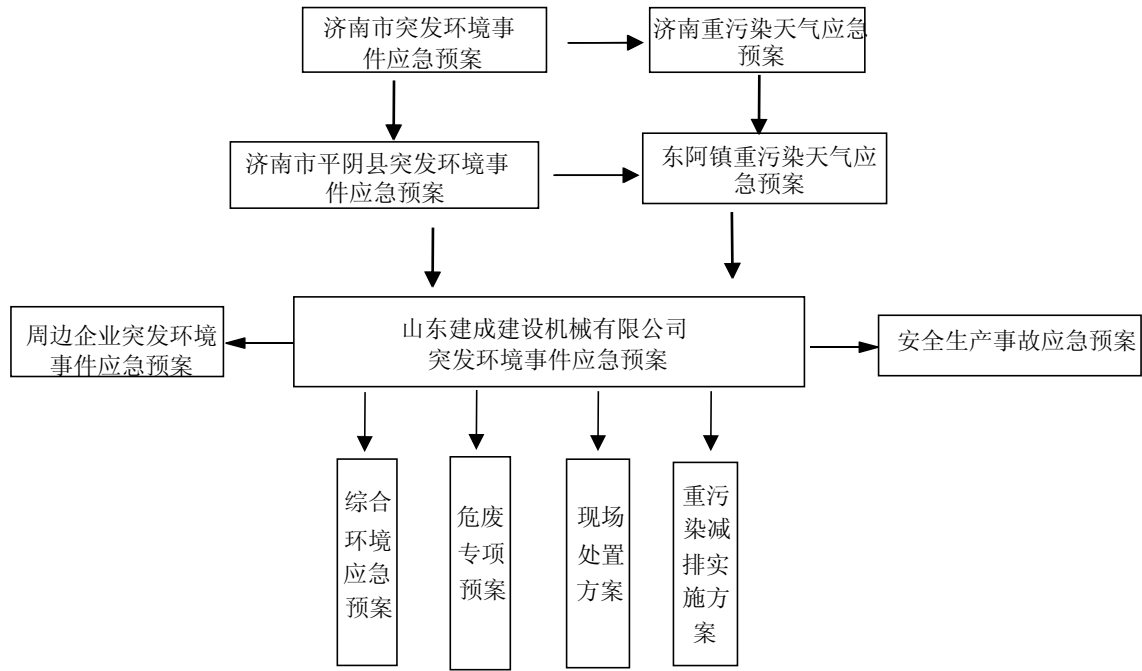 济南市突发环境事
件应急预案
济南重污染天气应急
预案
济南市平阴县突发环境事
件应急预案
东阿镇重污染天气应
急预案
周边企业突发环境
事件应急预案
山东建成建设机械有限公司
突发环境事件应急预案
安全生产事故应急预案
综合
环境
应急
预案
危废
专项
预案
现场
处置
方案
重污
染减
排实
施方
案